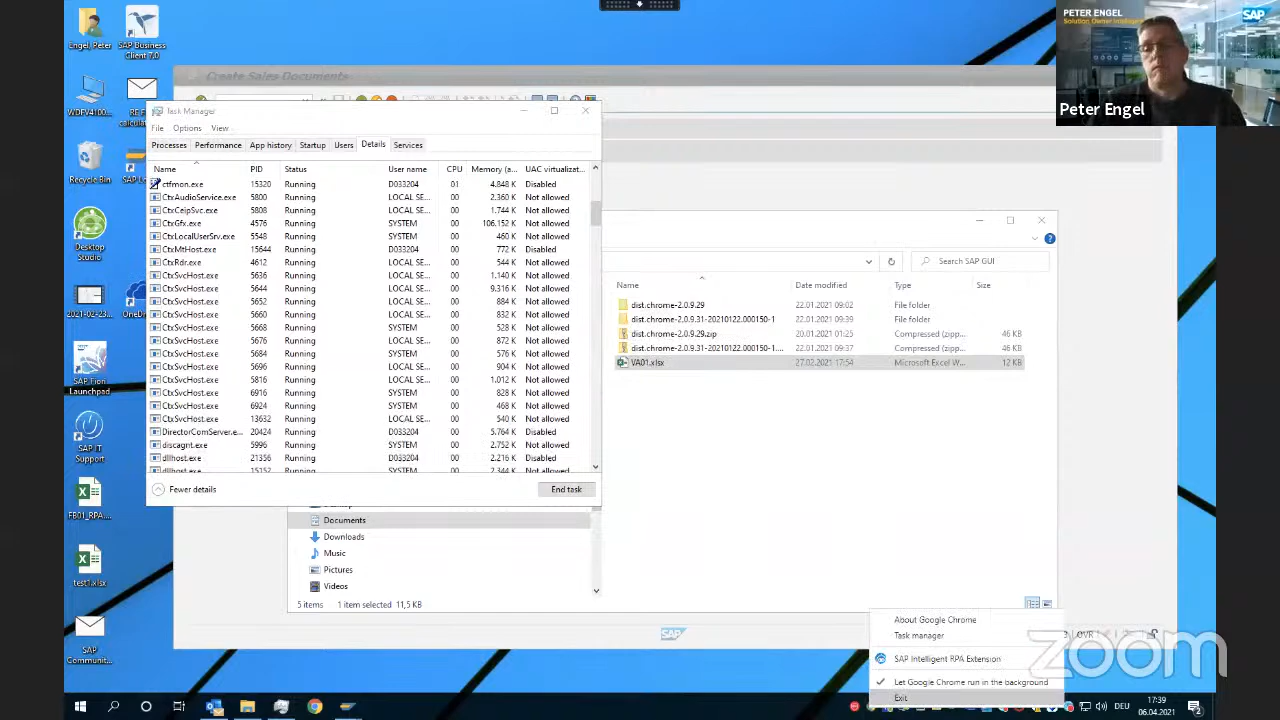 PETER ENGEL
Solution Owner Intelligen
SAP
Peter Engel
Engel, Peter
SAP Business
Client 7.0
WDFV4100...
Recycle Bin
Desktop
Studio
2021-02-23...
SAP Fiori
Launchpad
SAP IT
Support
FB01_RPA...
test1.xlsx
SAP
Communit...
Create Sales Documents
Task Manager
File Options View
Processes Performance App history Startup Users Details Services
Name PID Status User name CPU Memory (a... UAC virtualizat...
ctfmon.exe 15320 Running D033204 01 4.848 K Disabled
CtxAudioService.exe 5800 Running LOCAL SE... 00 2.360 K Not allowed
CtxCeipSvc.exe 5808 Running LOCAL SE... 00 1.744 K Not allowed
CtxGfx.exe 4576 Running SYSTEM 00 106.152 K Not allowed
CtxLocalUserSrv.exe 5548 Running SYSTEM 00 460 K Not allowed
CtxMtHost.exe 15644 Running D033204 00 772 K Disabled
CtxRdr.exe 4612 Running LOCAL SE... 00 544 K Not allowed
CtxSvcHost.exe 5636 Running LOCAL SE... 00 1.140 K Not allowed
CtxSvcHost.exe 5644 Running LOCAL SE... 00 9.316 K Not allowed
CtxSvcHost.exe 5652 Running LOCAL SE... 00 884 K Not allowed
CtxSvcHost.exe 5660 Running LOCAL SE... 00 832 K Not allowed
CtxSvcHost.exe 5668 Running SYSTEM 00 528 K Not allowed
CtxSvcHost.exe 5676 Running LOCAL SE... 00 872 K Not allowed
CtxSvcHost.exe 5684 Running SYSTEM 00 576 K Not allowed
CtxSvcHost.exe 5696 Running LOCAL SE... 00 904 K Not allowed
CtxSvcHost.exe 5816 Running LOCAL SE... 00 1.012 K Not allowed
CtxSvcHost.exe 6916 Running SYSTEM 00 828 K Not allowed
CtxSvcHost.exe 6924 Running SYSTEM 00 468 K Not allowed
CtxSvcHost.exe 13632 Running LOCAL SE... 00 540 K Not allowed
DirectorComServer.e... 20424 Running D033204 00 5.764 K Disabled
discagnt.exe 5996 Running SYSTEM 00 2.752 K Not allowed
dllhost.exe 21356 Running D033204 00 2.216 K Disabled
dllhost.exe 15152 Running SYSTEM 00 2.344 K Not allowed
Fewer details End task
Search SAP GUI
Name Date modified Type Size
dist.chrome-2.0.9.29 22.01.2021 09:02 File folder
dist.chrome-2.0.9.31-20210122.000150-1 22.01.2021 09:39 File folder
dist.chrome-2.0.9.29.zip 20.01.2021 01:25 Compressed (zipp... 46 KB
dist.chrome-2.0.9.31-20210122.000150-1.... 22.01.2021 09:37 Compressed (zipp... 46 KB
VA01.xlsx 27.02.2021 17:54 Microsoft Excel W... 12 KB
Documents
Downloads
Music
Pictures
Videos
5 items 1 item selected 11,5 KB
SAP
OVR
About Google Chrome
Task manager
SAP Intelligent RPA Extension
Let Google Chrome run in the background
Exit
zoom
DEU
17:39
06.04.2021